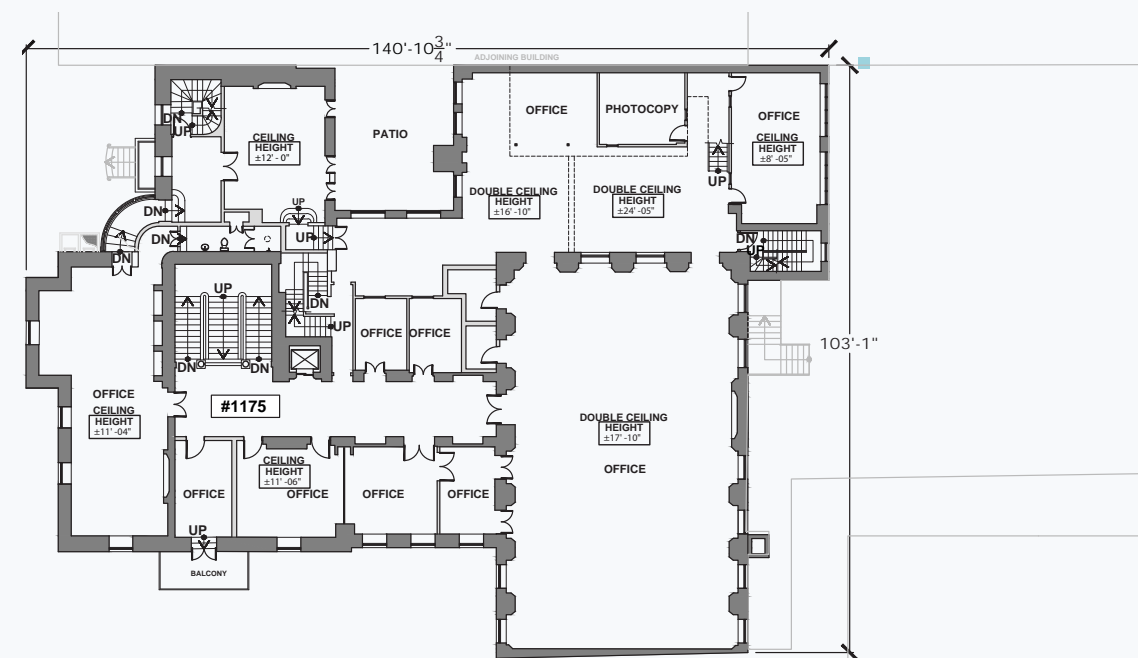 140'-10 3/4"
ADJOINING BUILDING
DN
UP
CEILING
HEIGHT
±12' - 0"
PATIO
OFFICE
PHOTOCOPY
OFFICE
CEILING
HEIGHT
±8' -05"
UP
DOUBLE CEILING
HEIGHT
±16' -10"
DOUBLE CEILING
HEIGHT
±24' -05"
DN
UP
DN
UP
DN
UP
DN
UP
DN
UP
OFFICE
OFFICE
103'-1"
DN
DN
OFFICE
CEILING
HEIGHT
±11' -04"
#1175
DOUBLE CEILING
HEIGHT
±17' -10"
OFFICE
CEILING
HEIGHT
±11' -06"
OFFICE
OFFICE
OFFICE
OFFICE
UP
BALCONY